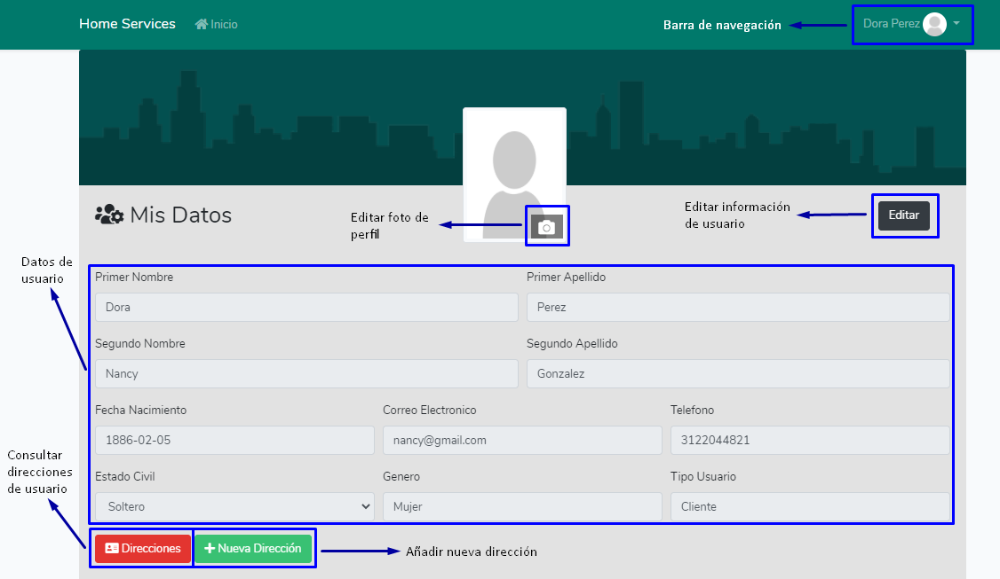 Home Services
Inicio
Barra de navegación
Dora Perez
Mis Datos
Editar foto de
perfil
Editar información
de usuario
Editar
Datos de
usuario
Primer Nombre
Primer Apellido
Dora
Perez
Segundo Nombre
Segundo Apellido
Nancy
Gonzalez
Fecha Nacimiento
Correo Electronico
Telefono
1886-02-05
nancy@gmail.com
3122044821
Consultar
direcciones
de usuario
Estado Civil
Genero
Tipo Usuario
Soltero
Mujer
Cliente
Direcciones
Nueva Dirección
Añadir nueva dirección